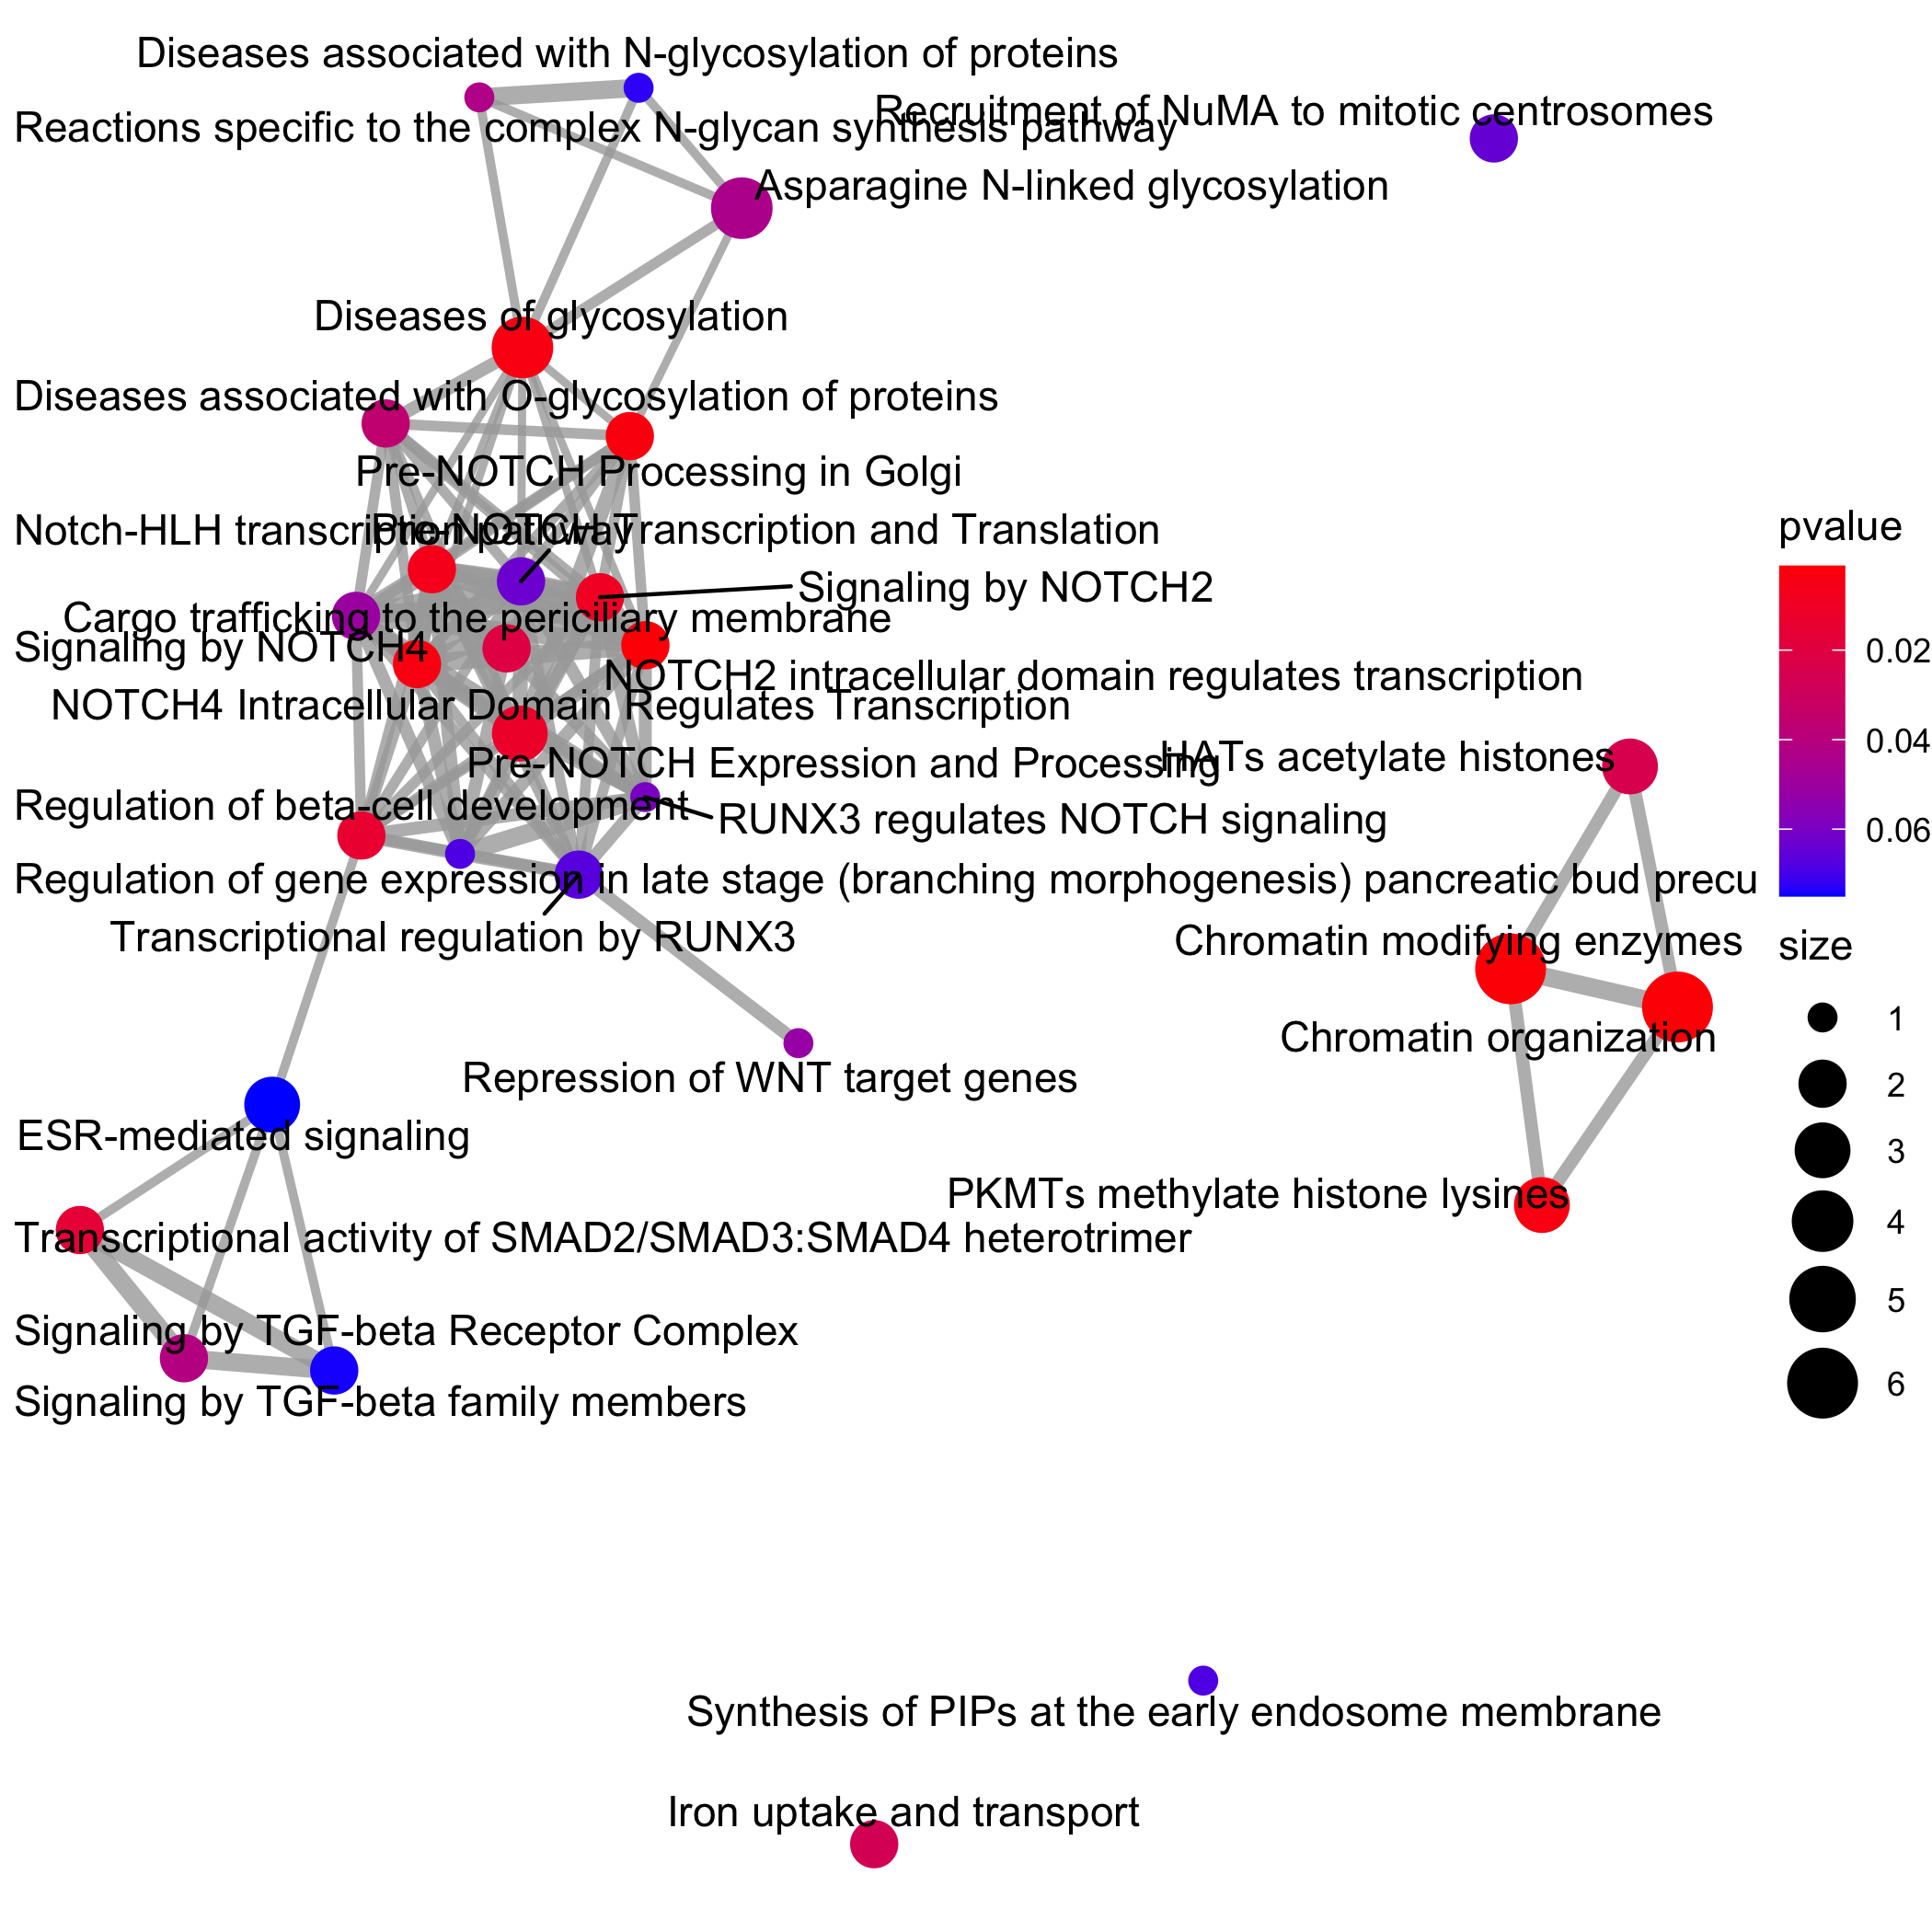 Diseases associated with N-glycosylation of proteins
Recruitment of NuMA to mitotic centrosomes
Reactions specific to the complex N-glycan synthesis pathway
Asparagine N-linked glycosylation
Diseases of glycosylation
Diseases associated with O-glycosylation of proteins
Pre-NOTCH Processing in Golgi
Notch-HLH transcription pathway
Pre-NOTCH Transcription and Translation
Signaling by NOTCH2
Cargo trafficking to the periciliary membrane
Signaling by NOTCH4
NOTCH2 intracellular domain regulates transcription
NOTCH4 Intracellular Domain Regulates Transcription
HATs acetylate histones
Pre-NOTCH Expression and Processing
Regulation of beta-cell development
RUNX3 regulates NOTCH signaling
Regulation of gene expression in late stage (branching morphogenesis) pancreatic bud precu
Transcriptional regulation by RUNX3
Chromatin modifying enzymes
Chromatin organization
Repression of WNT target genes
ESR-mediated signaling
PKMTs methylate histone lysines
Transcriptional activity of SMAD2/SMAD3:SMAD4 heterotrimer
Signaling by TGF-beta Receptor Complex
Signaling by TGF-beta family members
Synthesis of PIPs at the early endosome membrane
Iron uptake and transport
pvalue
0.02
0.04
0.06
size
1
2
3
4
5
6